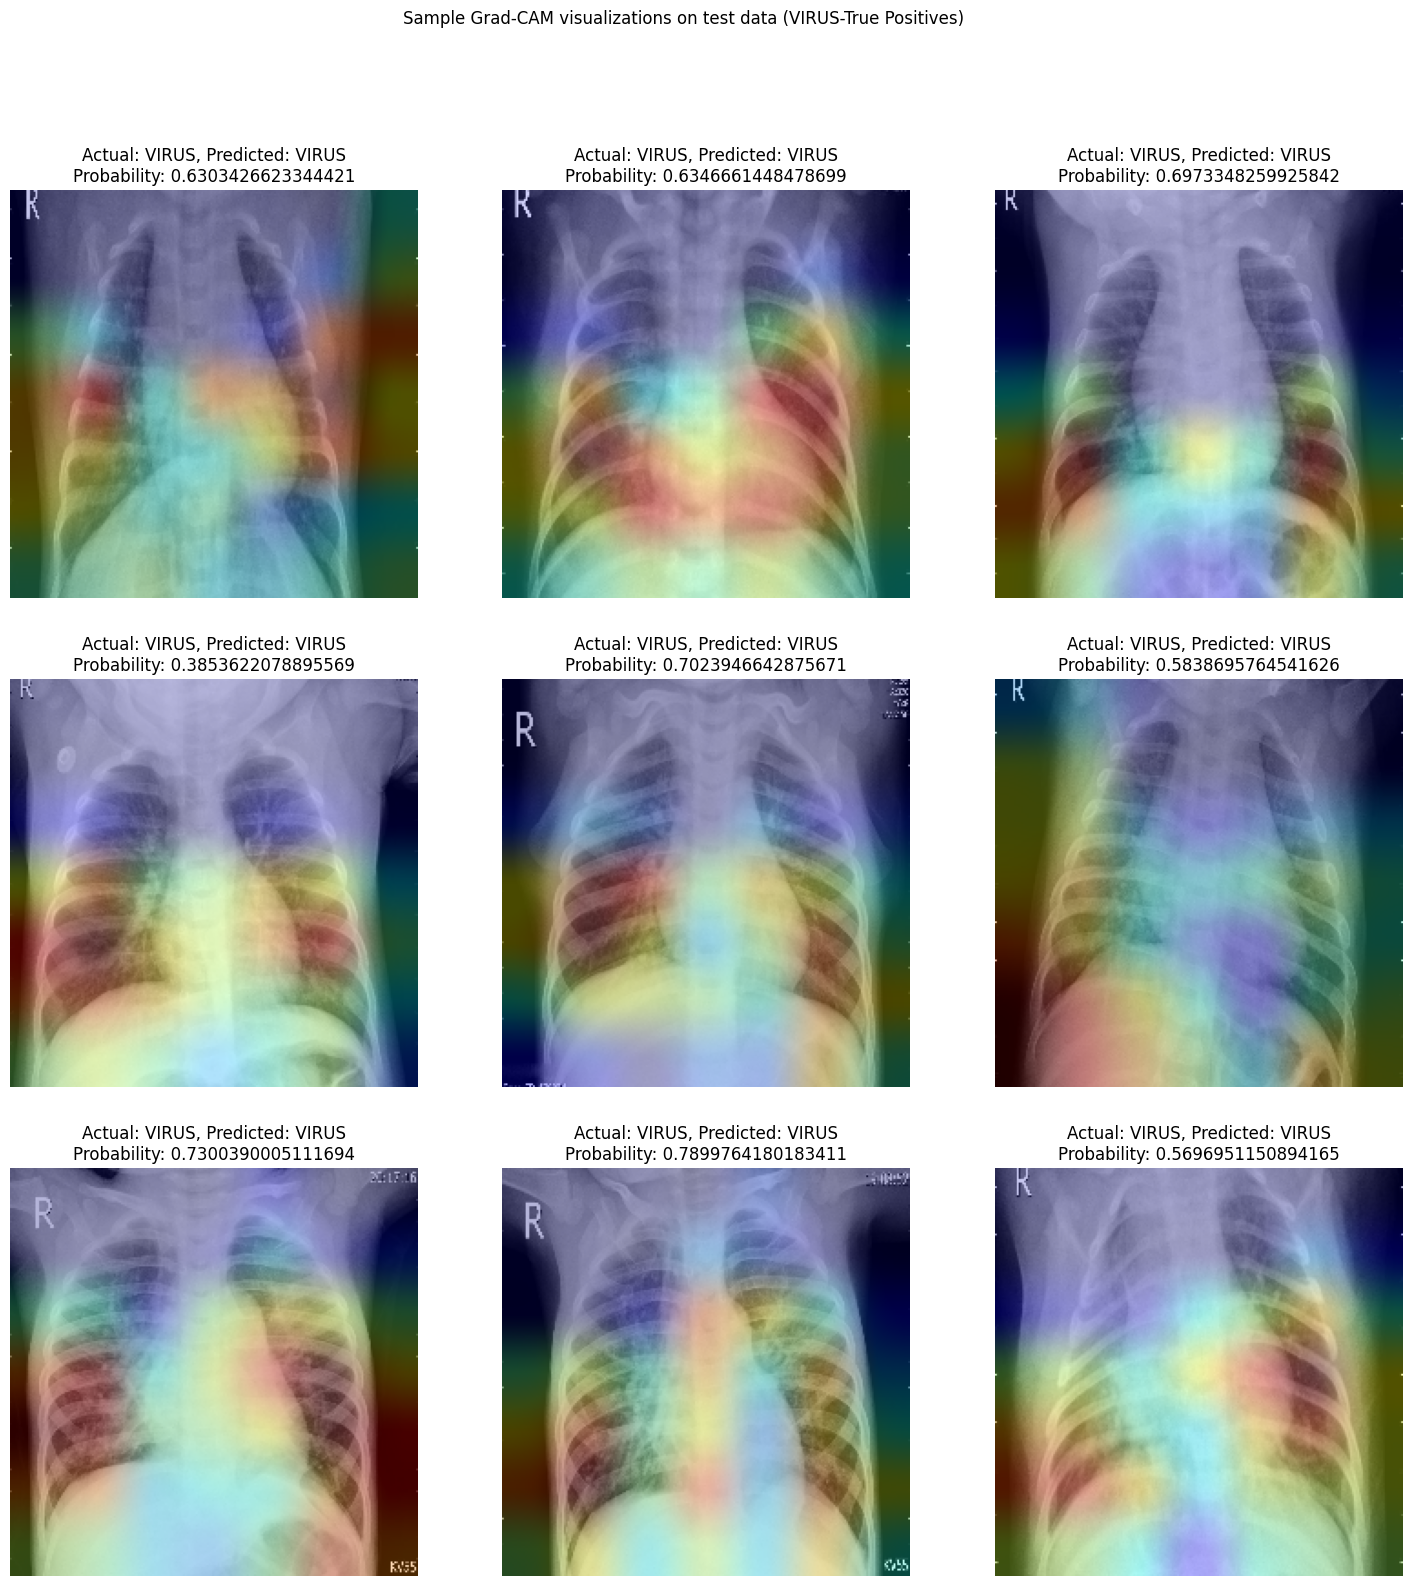 Sample Grad-CAM visualizations on test data (VIRUS-True Positives)
Actual: VIRUS, Predicted: VIRUS
Probability: 0.6303426623344421
Actual: VIRUS, Predicted: VIRUS
Probability: 0.6346661448478699
Actual: VIRUS, Predicted: VIRUS
Probability: 0.6973348259925842
R
R
R
Actual: VIRUS, Predicted: VIRUS
Probability: 0.3853622078895569
Actual: VIRUS, Predicted: VIRUS
Probability: 0.7023946642875671
Actual: VIRUS, Predicted: VIRUS
Probability: 0.5838695764541626
R
R
R
Actual: VIRUS, Predicted: VIRUS
Probability: 0.7300390005111694
Actual: VIRUS, Predicted: VIRUS
Probability: 0.7899764180183411
Actual: VIRUS, Predicted: VIRUS
Probability: 0.5696951150894165
R
R
R